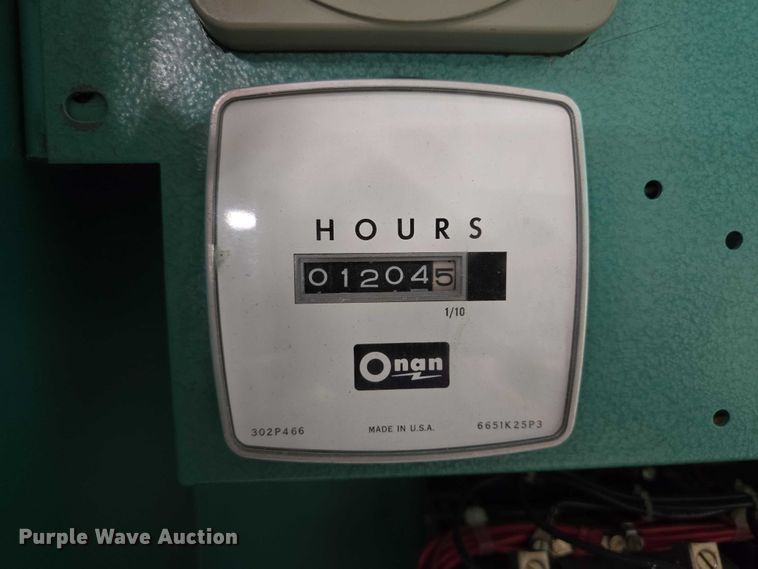 HOURS
012045
1/10
Onan
302P466 MADE IN U.S.A. 6651K25P3
Purple Wave Auction